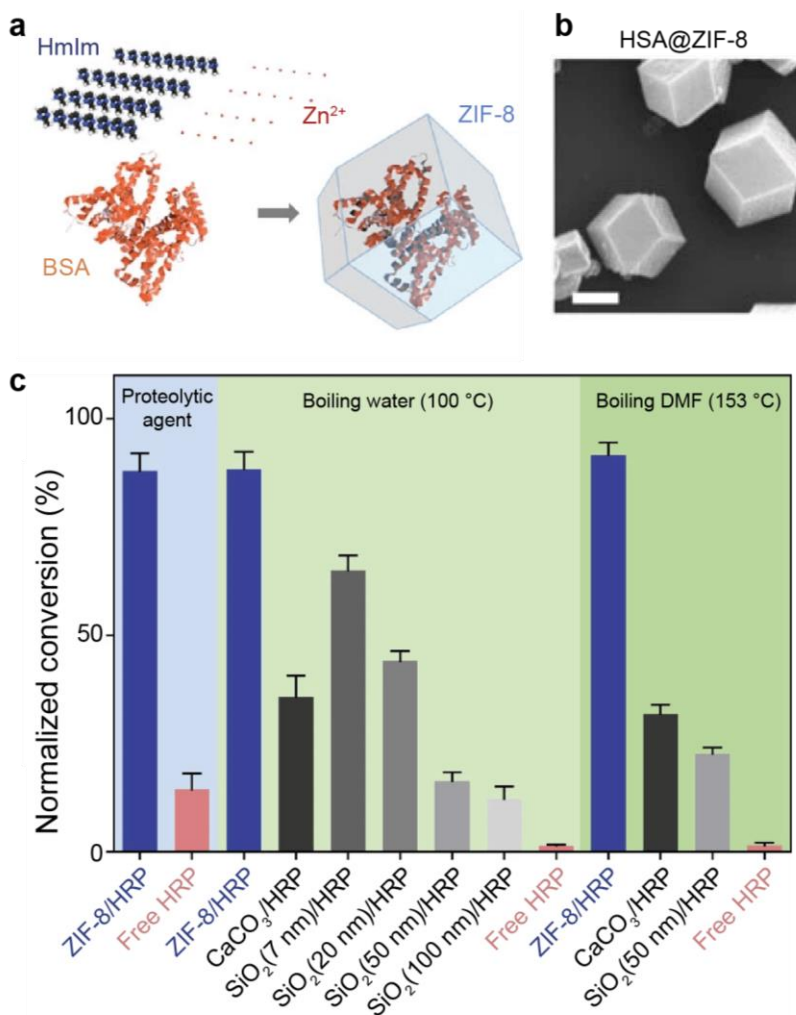 a
HmIm
Zn²⁺
ZIF-8
BSA
b
HSA@ZIF-8
c
Proteolytic
agent
Boiling water (100 °C)
Boiling DMF (153 °C)
Normalized conversion (%)
100
50
0
ZIF-8/HRP
Free HRP
ZIF-8/HRP
CaCO₃/HRP
SiO₂(7 nm)/HRP
SiO₂(20 nm)/HRP
SiO₂(50 nm)/HRP
SiO₂(100 nm)/HRP
Free HRP
ZIF-8/HRP
CaCO₃/HRP
SiO₂(50 nm)/HRP
Free HRP